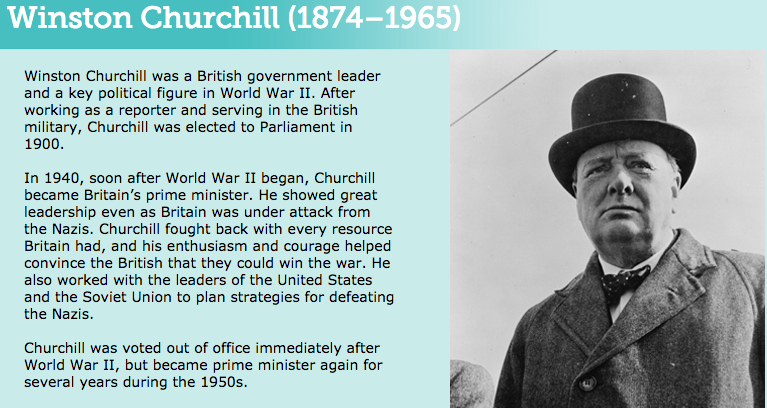 Winston Churchill (1874–1965)
Winston Churchill was a British government leader
and a key political figure in World War II. After
working as a reporter and serving in the British
military, Churchill was elected to Parliament in
1900.
In 1940, soon after World War II began, Churchill
became Britain’s prime minister. He showed great
leadership even as Britain was under attack from
the Nazis. Churchill fought back with every resource
Britain had, and his enthusiasm and courage helped
convince the British that they could win the war. He
also worked with the leaders of the United States
and the Soviet Union to plan strategies for defeating
the Nazis.
Churchill was voted out of office immediately after
World War II, but became prime minister again for
several years during the 1950s.